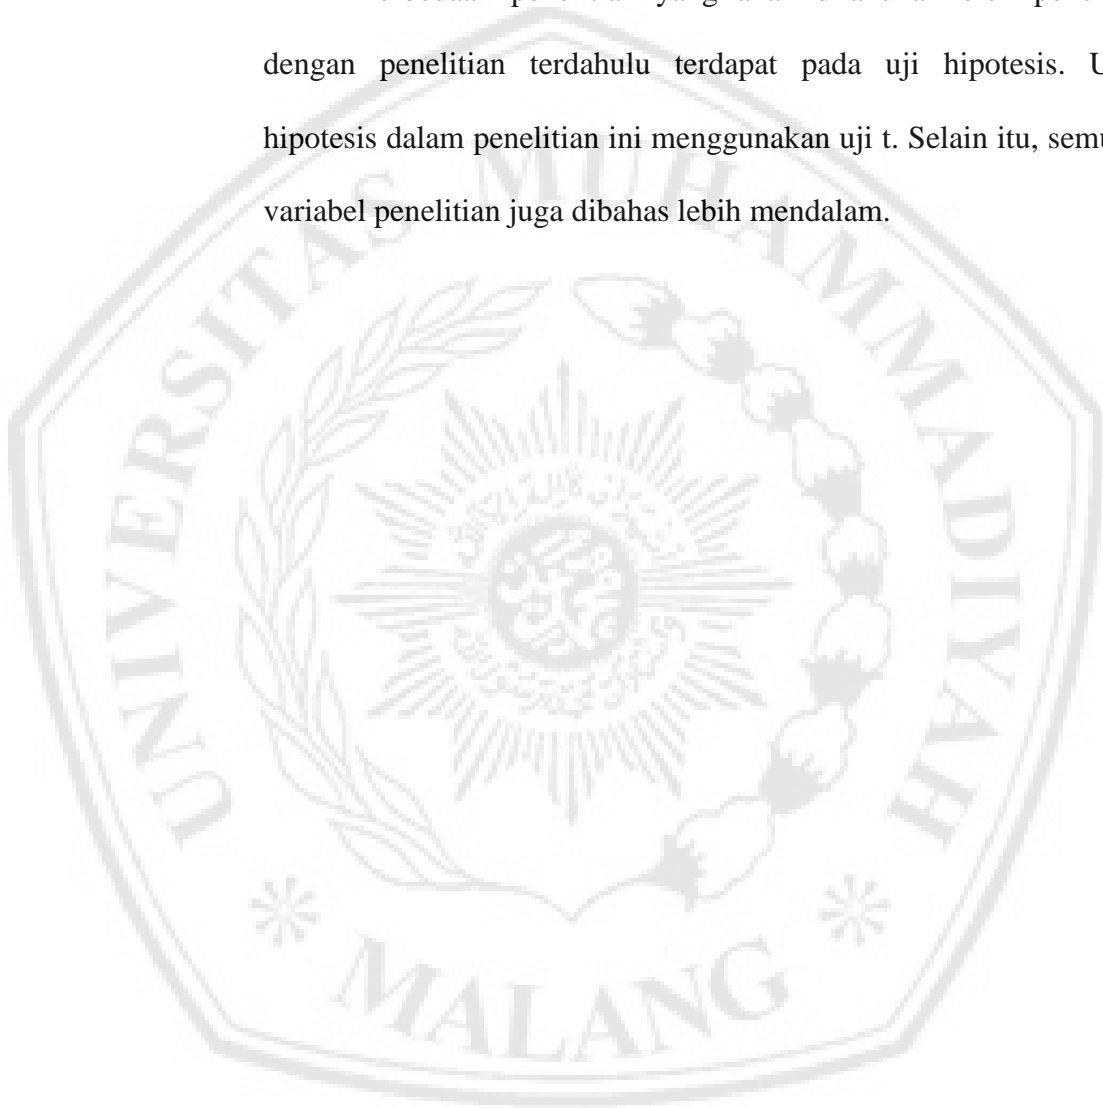 dengan penelitian terdahulu terdapat pada uji hipotesis.
hipotesis dalam penelitian ini menggunakan uji t. Selain itu,
variabel penelitian juga dibahas lebih mendalam.
UNIVERSITAS MUHAMMADIYAH
MALANG